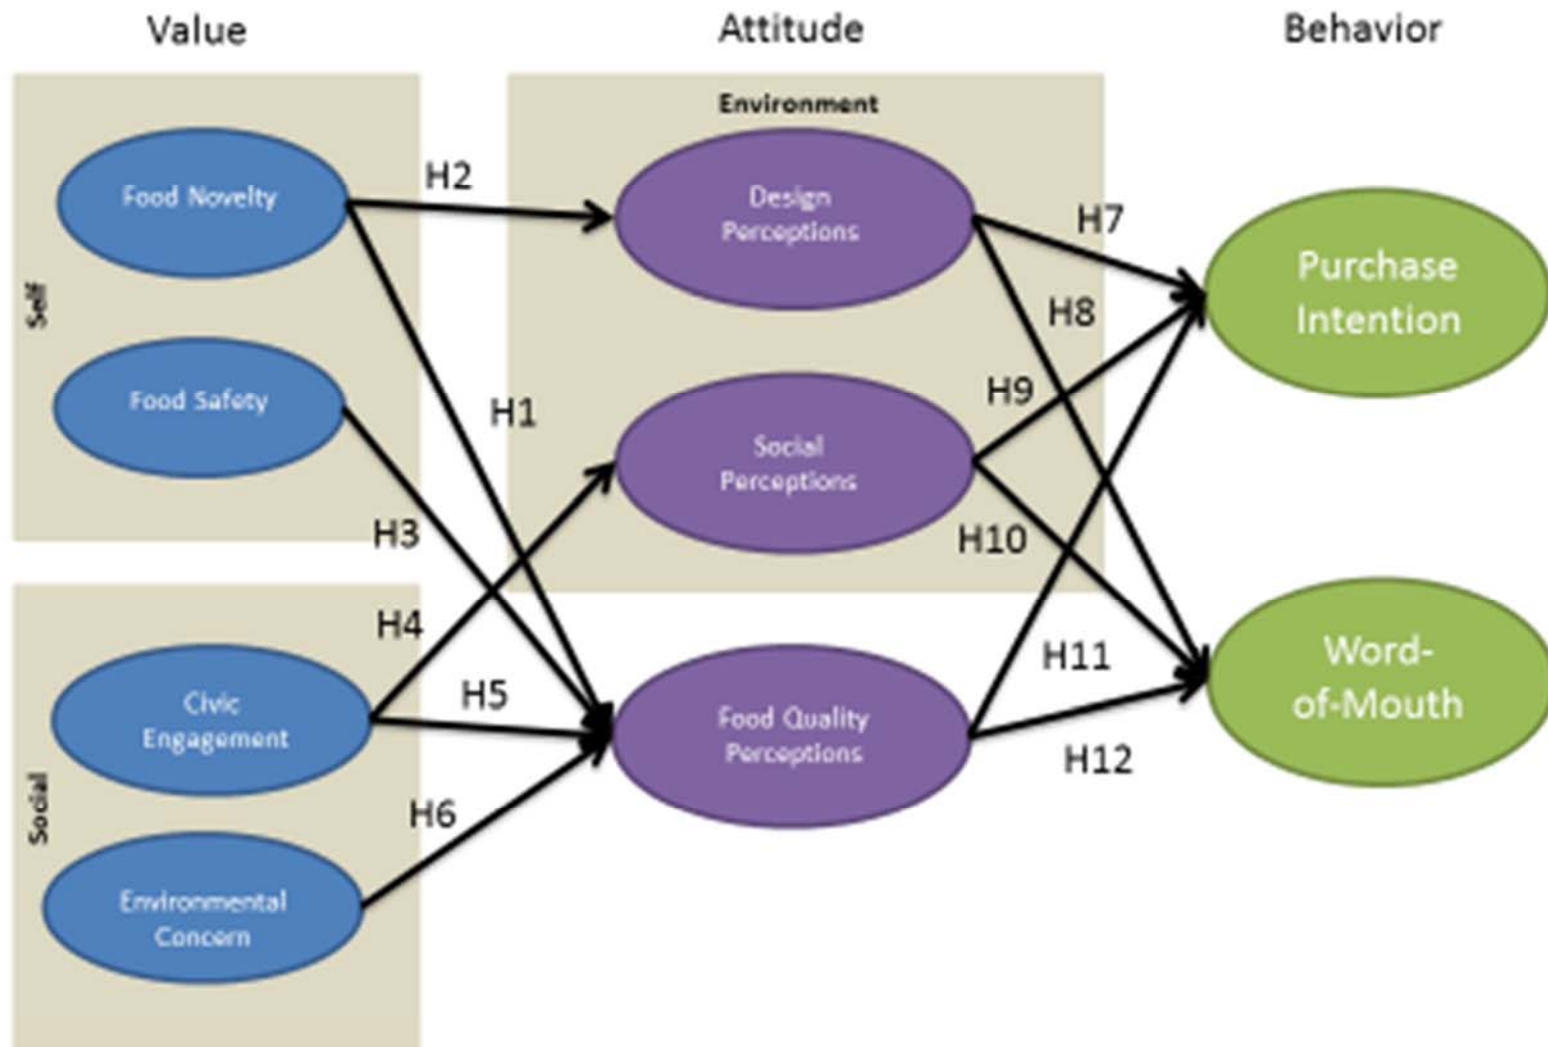 Value
Attitude
Behavior
Environment
Self
Food Novelty
Food Safety
Social
Civic
Engagement
Environmental
Concern
H2
H1
H3
H4
H5
H6
Design
Perceptions
Social
Perceptions
Food Quality
Perceptions
H7
H8
H9
H10
H11
H12
Purchase
Intention
Word-
of-Mouth